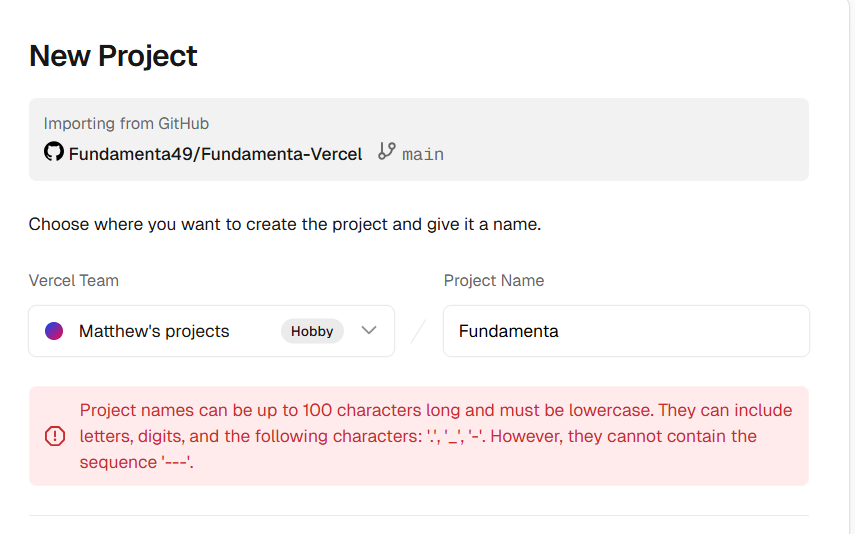 New Project
Importing from GitHub
Fundamenta49/Fundamenta-Vercel main
Choose where you want to create the project and give it a name.
Vercel Team
Project Name
Matthew's projects Hobby
/ Fundamenta
Project names can be up to 100 characters long and must be lowercase. They can include
letters, digits, and the following characters: '.', '_', '-'. However, they cannot contain the
sequence '---'.